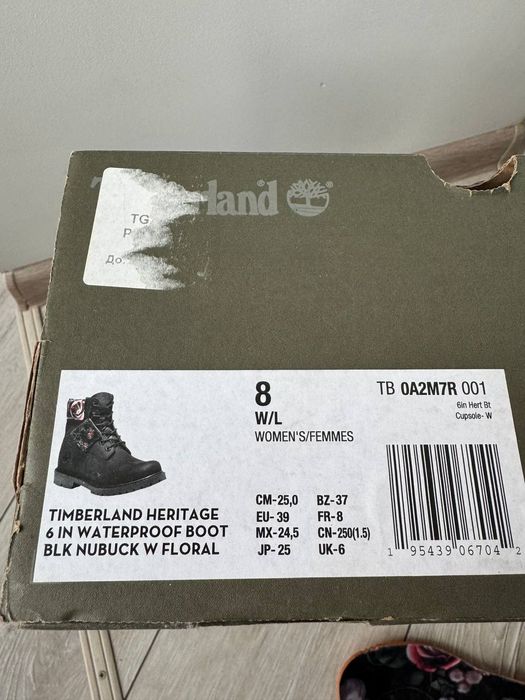 TG
P
До.
land®
8
W/L
WOMEN'S/FEMMES
TB 0A2M7R 001
6in Hert Bt
Cupsole- W
TIMBERLAND HERITAGE
6 IN WATERPROOF BOOT
BLK NUBUCK W FLORAL
CM-25,0 BZ-37
EU- 39 FR-8
MX-24,5 CN-250(1.5)
JP- 25 UK-6
1 95439 06704 2